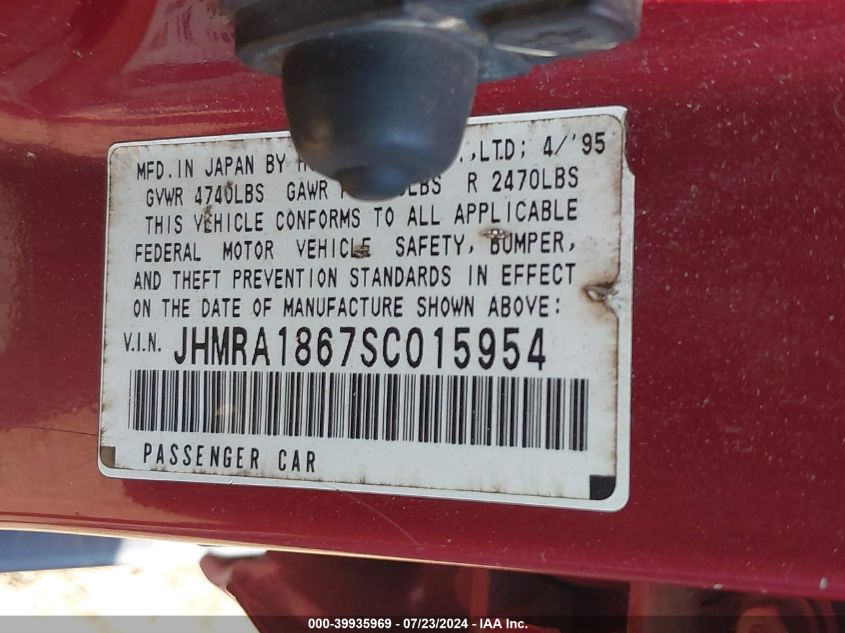 MFD. IN JAPAN BY ,LTD; 4/'95
GVWR 4740LBS GAWR R 2470LBS
THIS VEHICLE CONFORMS TO ALL APPLICABLE
FEDERAL MOTOR VEHICLE SAFETY, BUMPER,
AND THEFT PREVENTION STANDARDS IN EFFECT
ON THE DATE OF MANUFACTURE SHOWN ABOVE:
V.I.N. JHMRA1867SC015954
PASSENGER CAR
000-39935969 - 07/23/2024 - IAA Inc.